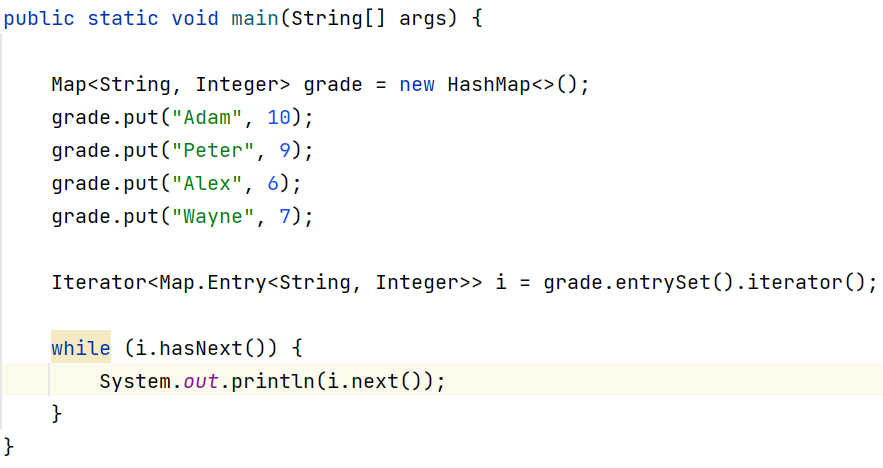 public static void main(String[] args) {
Map<String, Integer> grade = new HashMap<>();
grade.put("Adam", 10);
grade.put("Peter", 9);
grade.put("Alex", 6);
grade.put("Wayne", 7);
Iterator<Map.Entry<String, Integer>> i = grade.entrySet().iterator();
while (i.hasNext()) {
System.out.println(i.next());
}
}